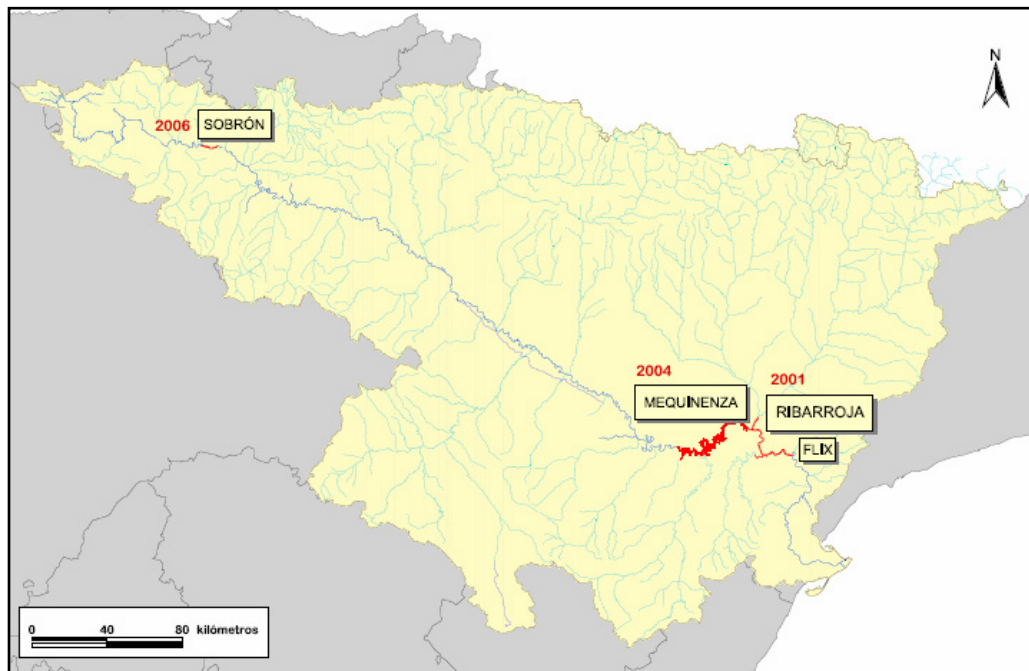 N
2006
SOBRÓN
2004
2001
MEQUINENZA
RIBARROJA
FLIX
0 40 80 kilómetros